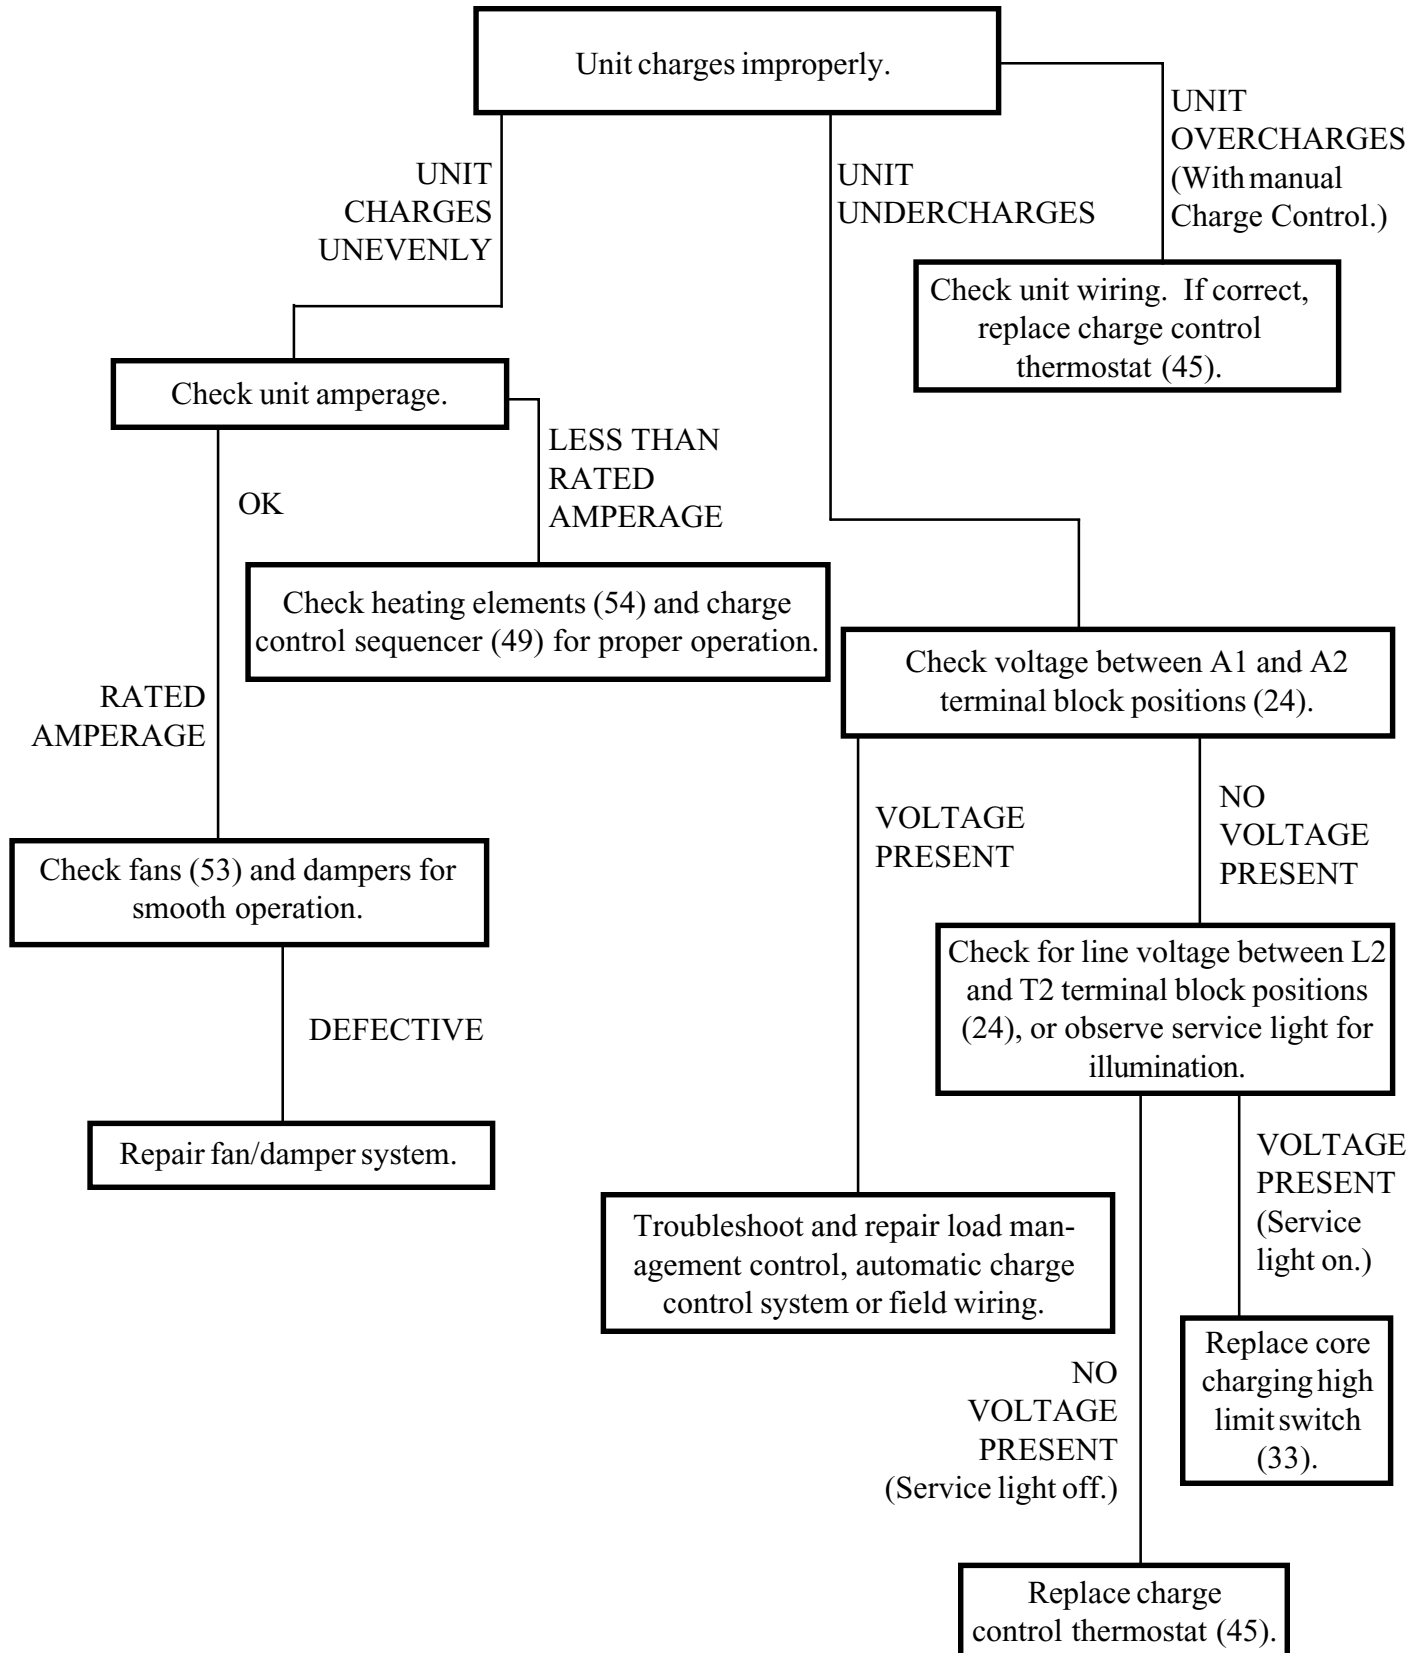 Unit charges improperly.
UNIT
OVERCHARGES
(With manual
Charge Control.)
UNIT
CHARGES
UNEVENLY
UNIT
UNDERCHARGES
Check unit wiring.  If correct,
replace charge control
thermostat (45).
Check unit amperage.
LESS THAN
RATED
AMPERAGE
OK
Check heating elements (54) and charge
control sequencer (49) for proper operation.
RATED
AMPERAGE
Check voltage between A1 and A2
terminal block positions (24).
VOLTAGE
PRESENT
NO
VOLTAGE
PRESENT
Check fans (53) and dampers for
smooth operation.
DEFECTIVE
Repair fan/damper system.
Check for line voltage between L2
and T2 terminal block positions
(24), or observe service light for
illumination.
VOLTAGE
PRESENT
(Service
light on.)
Troubleshoot and repair load man-
agement control, automatic charge
control system or field wiring.
Replace core
charging high
limit switch
(33).
NO
VOLTAGE
PRESENT
(Service light off.)
Replace charge
control thermostat (45).